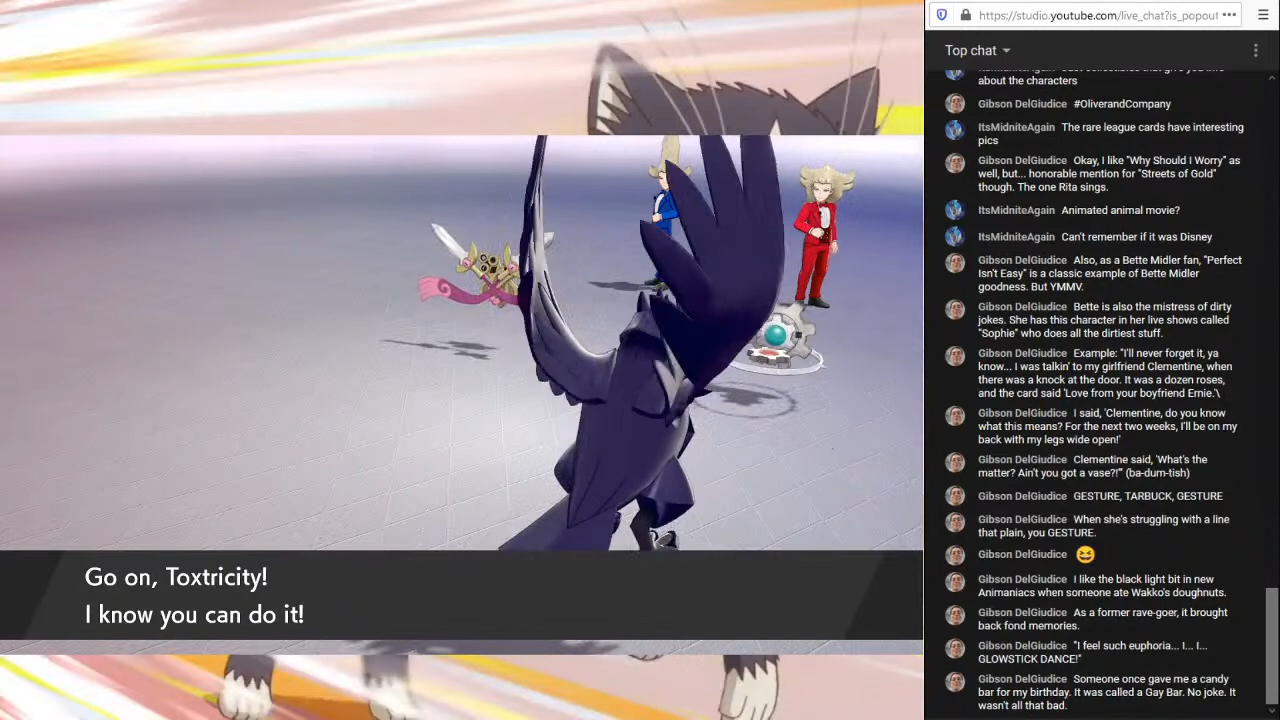 Go on, Toxtricity!
I know you can do it!
https://studio.youtube.com/live_chat?is_popout
Top chat
about the characters
Gibson DelGiudice #OliverandCompany
ItsMidniteAgain The rare league cards have interesting
pics
Gibson DelGiudice Okay, I like "Why Should I Worry" as
well, but... honorable mention for "Streets of Gold"
though. The one Rita sings.
ItsMidniteAgain Animated animal movie?
ItsMidniteAgain Can't remember if it was Disney
Gibson DelGiudice Also, as a Bette Midler fan, "Perfect
Isn't Easy" is a classic example of Bette Midler
goodness. But YMMV.
Gibson DelGiudice Bette is also the mistress of dirty
jokes. She has this character in her live shows called
"Sophie" who does all the dirtiest stuff.
Gibson DelGiudice Example: "I'll never forget it, ya
know... I was talkin' to my girlfriend Clementine, when
there was a knock at the door. It was a dozen roses,
and the card said 'Love from your boyfriend Ernie.'\
Gibson DelGiudice I said, 'Clementine, do you know
what this means? For the next two weeks, I'll be on my
back with my legs wide open!'
Gibson DelGiudice Clementine said, 'What's the
matter? Ain't you got a vase?!'" (ba-dum-tish)
Gibson DelGiudice GESTURE, TARBUCK, GESTURE
Gibson DelGiudice When she's struggling with a line
that plain, you GESTURE.
Gibson DelGiudice
Gibson DelGiudice I like the black light bit in new
Animaniacs when someone ate Wakko's doughnuts.
Gibson DelGiudice As a former rave-goer, it brought
back fond memories.
Gibson DelGiudice "I feel such euphoria... I... I...
GLOWSTICK DANCE!"
Gibson DelGiudice Someone once gave me a candy
bar for my birthday. It was called a Gay Bar. No joke. It
wasn't all that bad.